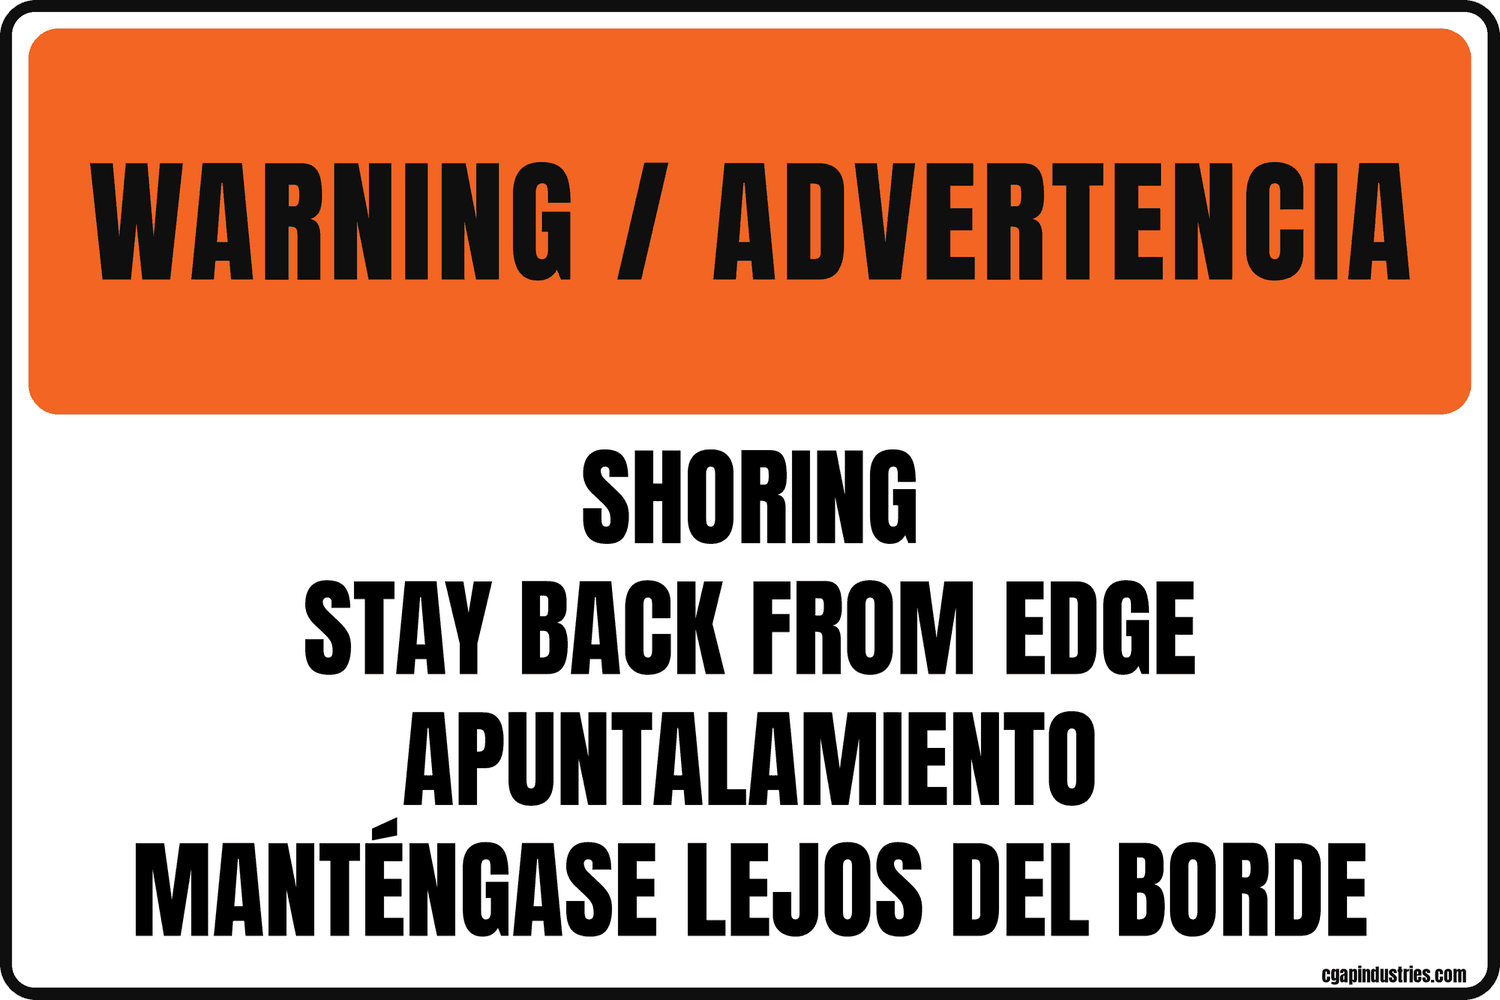 WARNING / ADVERTENCIA
SHORING
STAY BACK FROM EDGE
APUNTALAMIENTO
MANTÉNGASE LEJOS DEL BORDE
cgapindustries.com